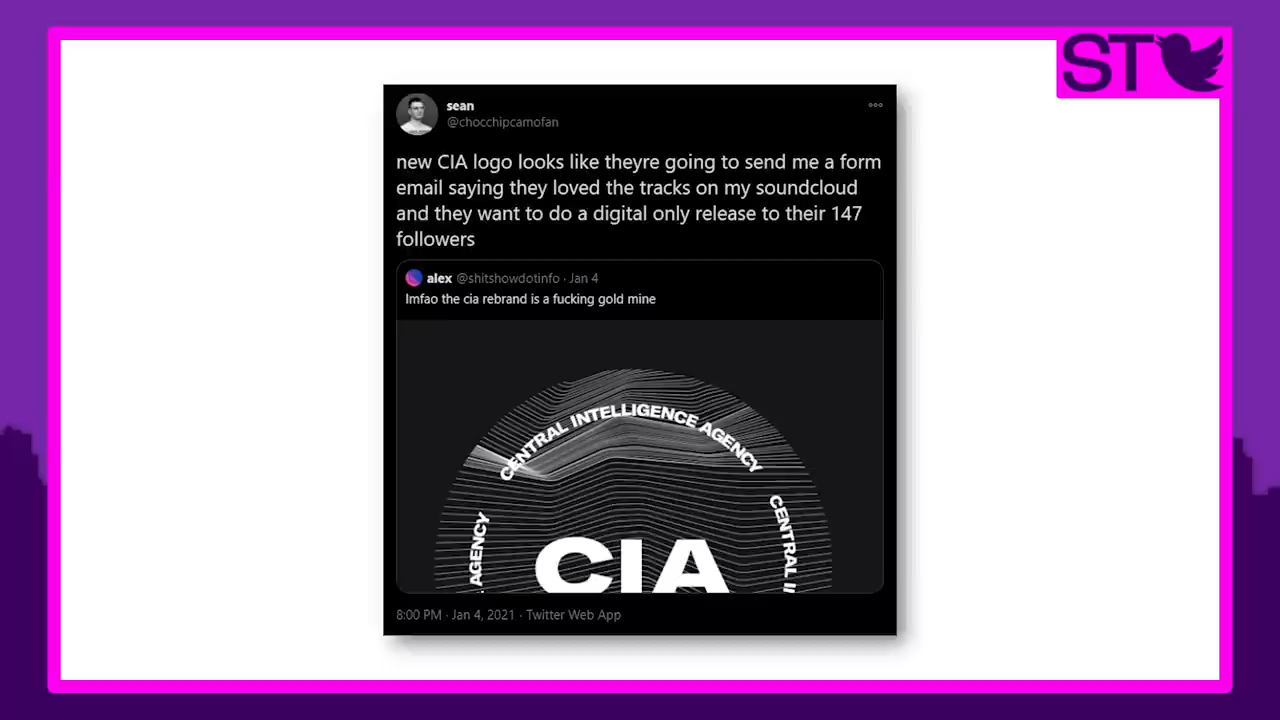 ST
sean
@chocchipcamofan
new CIA logo looks like theyre going to send me a form
email saying they loved the tracks on my soundcloud
and they want to do a digital only release to their 147
followers
alex @shitshowdotinfo · Jan 4
lmfao the cia rebrand is a fucking gold mine
CENTRAL INTELLIGENCE AGENCY
AGENCY
CENTRAL
CIA
8:00 PM · Jan 4, 2021 · Twitter Web App